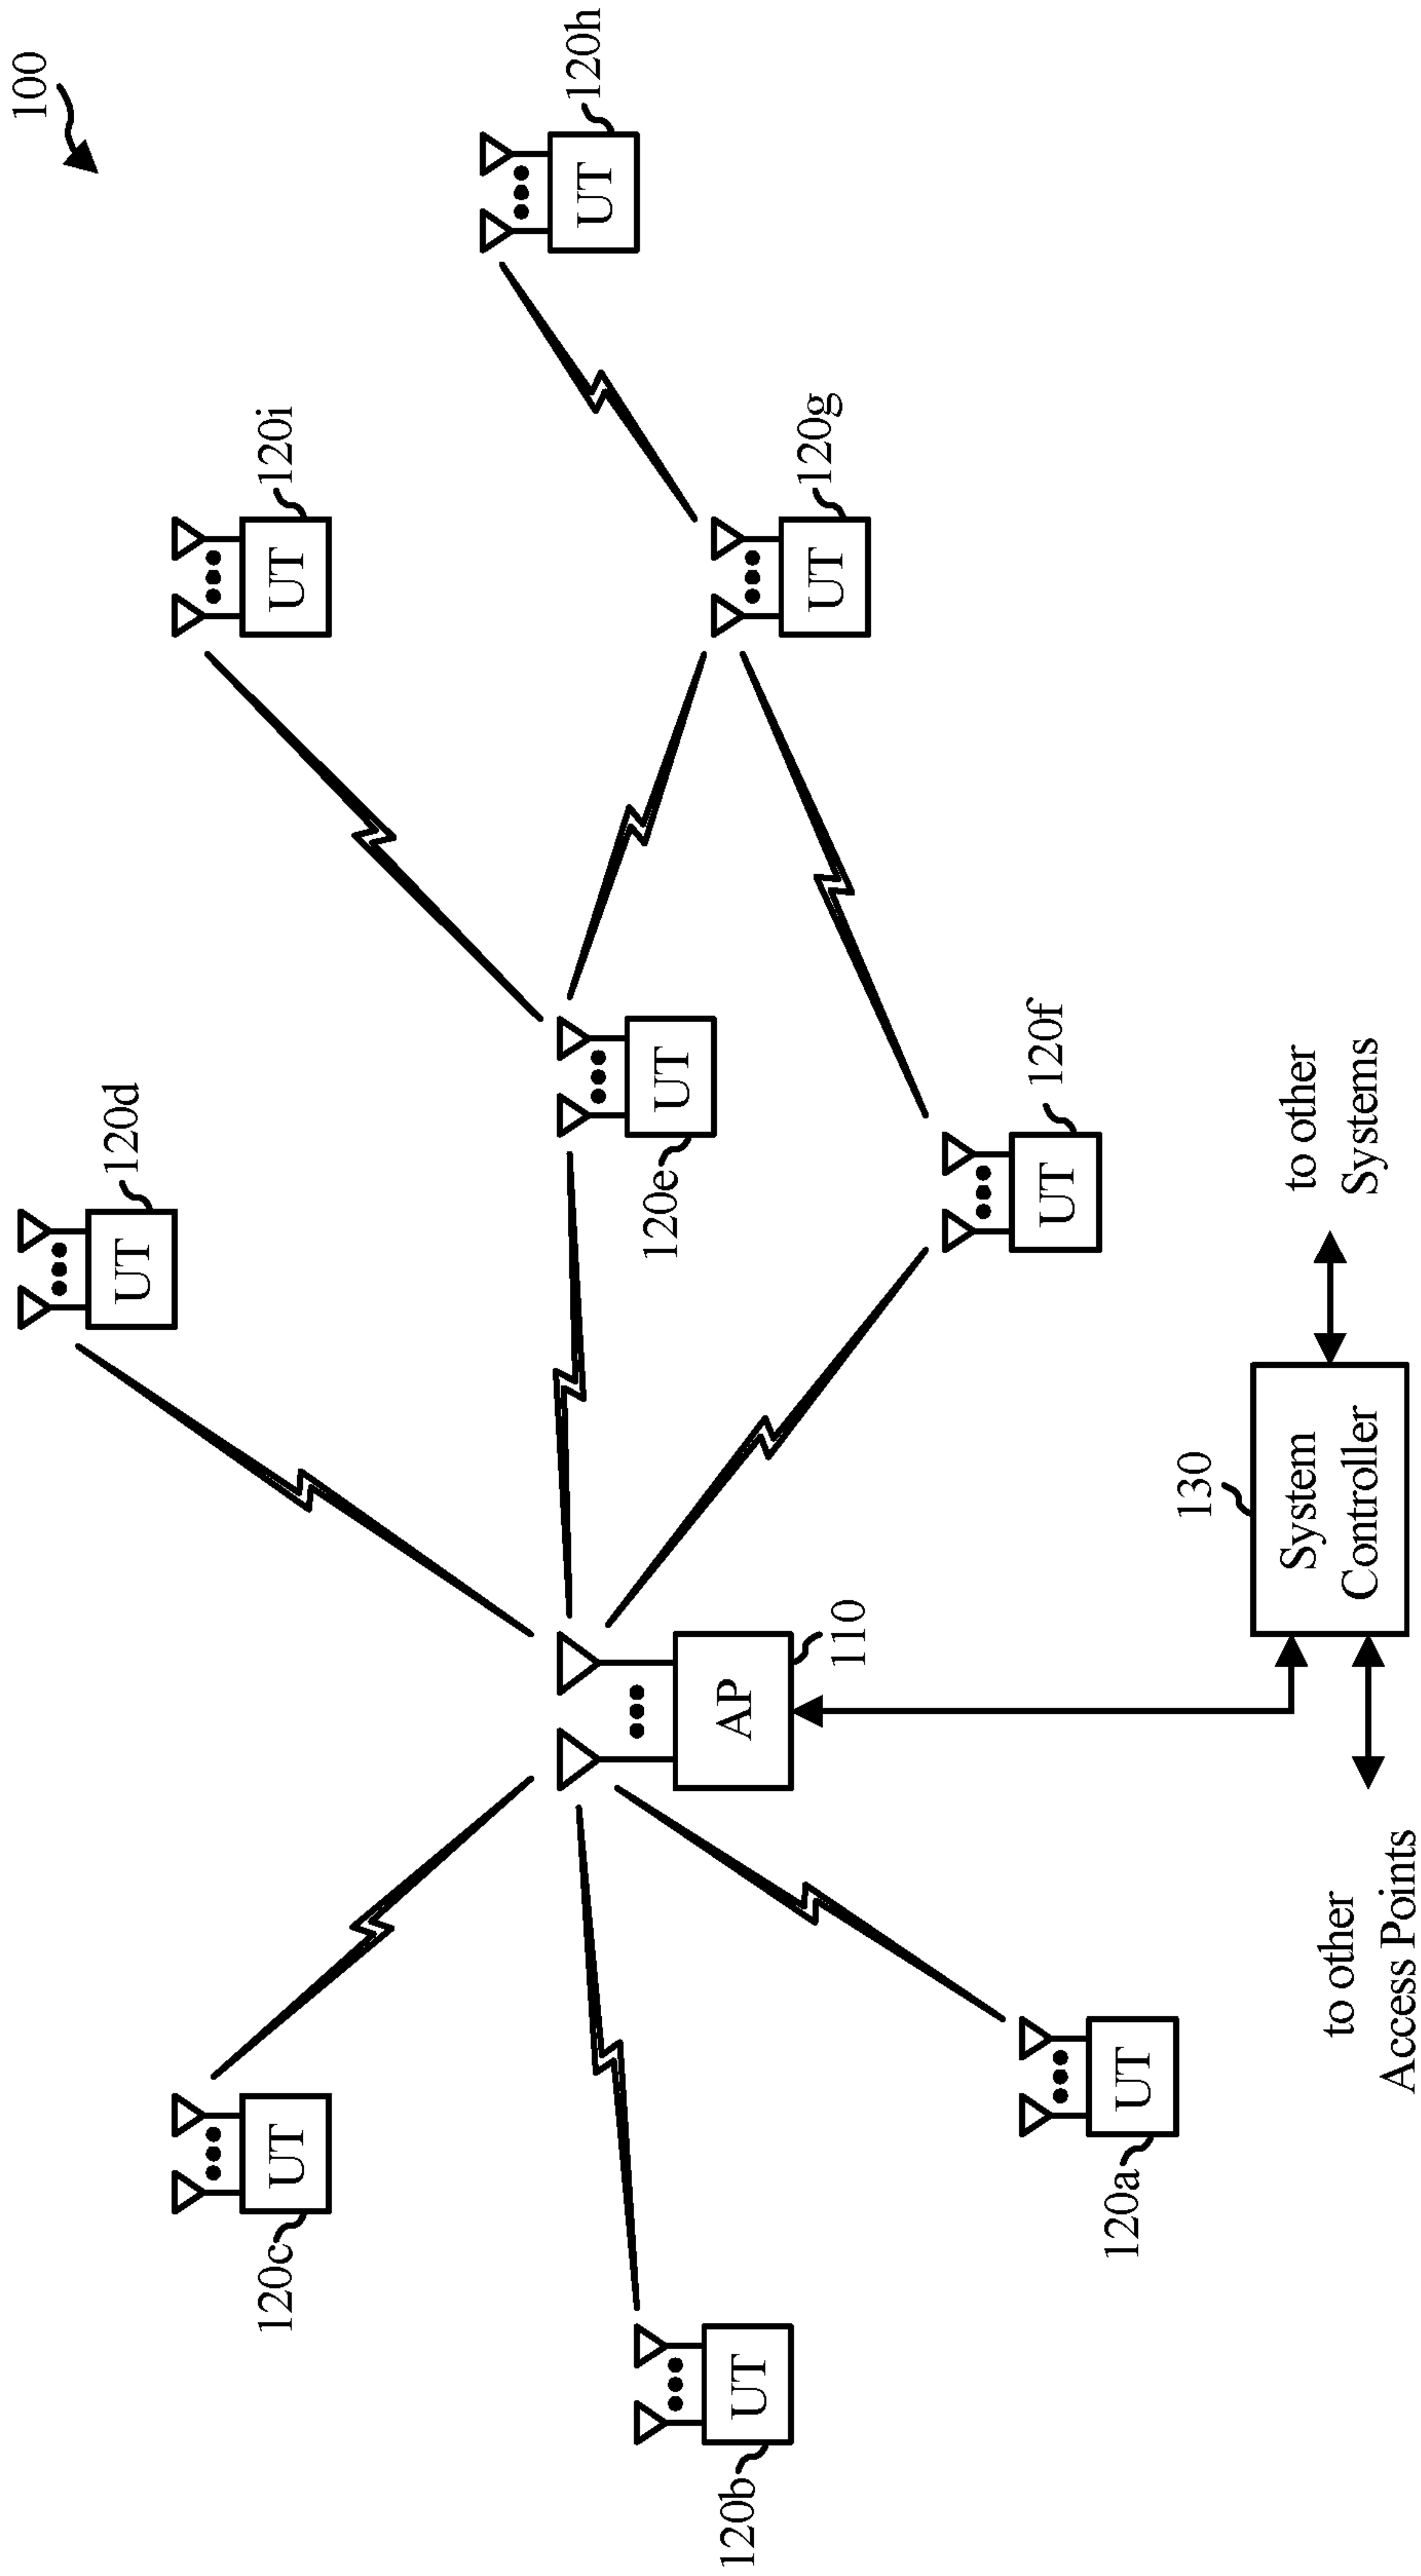 100
120d
UT
120i
UT
120c
UT
120h
UT
120e
UT
120b
UT
AP
110
120g
UT
120f
UT
120a
UT
130
System
Controller
to other
Systems
to other
Access Points